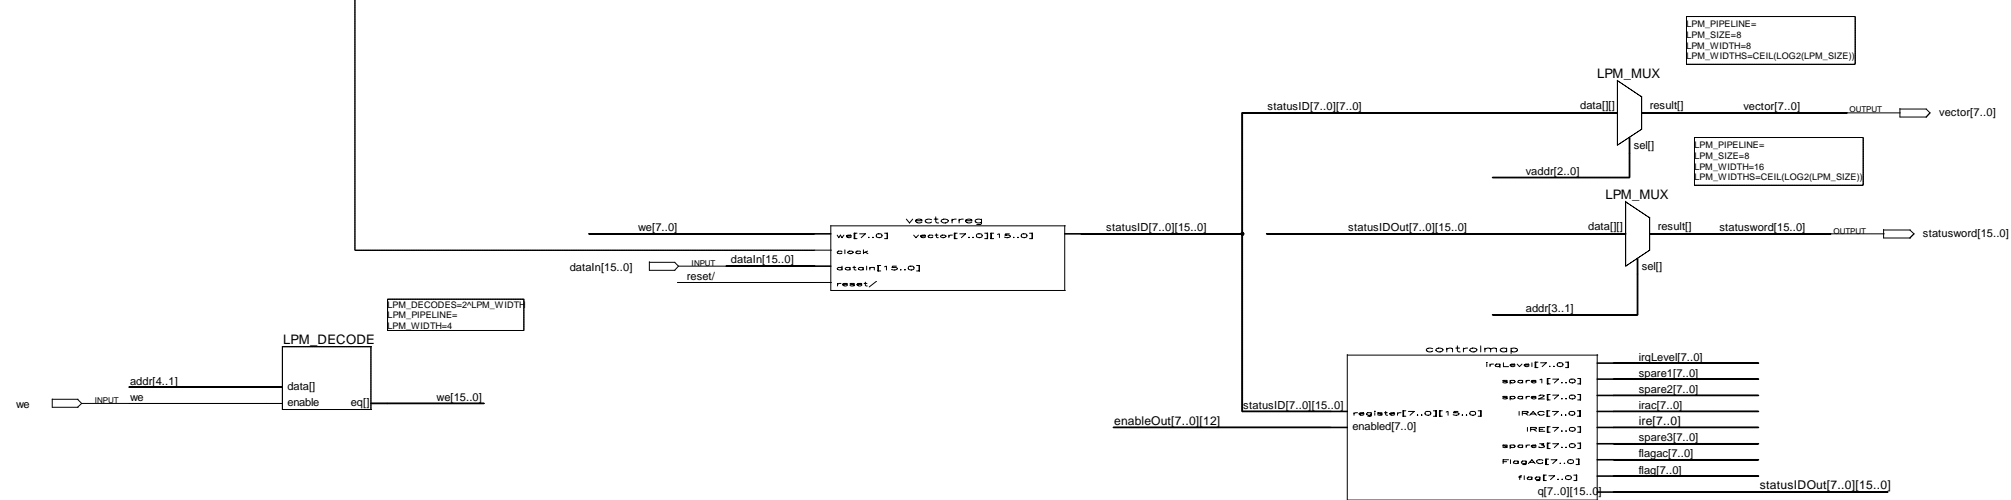 LPM_PIPELINE=
LPM_SIZE=8
LPM_WIDTH=8
LPM_WIDTHS=CEIL(LOG2(LPM_SIZE))
LPM_MUX
statusID[7..0][7..0]
data[][]
result[]
vector[7..0]
OUTPUT
vector[7..0]
sel[]
vaddr[2..0]
LPM_PIPELINE=
LPM_SIZE=8
LPM_WIDTH=16
LPM_WIDTHS=CEIL(LOG2(LPM_SIZE))
LPM_MUX
statusIDOut[7..0][15..0]
data[][]
result[]
statusword[15..0]
OUTPUT
statusword[15..0]
sel[]
addr[3..1]
vectorreg
we[7..0]
we[7..0]
vector[7..0][15..0]
statusID[7..0][15..0]
clock
dataIn[15..0]
INPUT
dataIn[15..0]
dataIn[15..0]
reset/
reset/
LPM_DECODES=2^LPM_WIDTH
LPM_PIPELINE=
LPM_WIDTH=4
LPM_DECODE
addr[4..1]
data[]
we
INPUT
we
enable
eq[]
we[15..0]
controlmap
irqLevel[7..0]
irqLevel[7..0]
spare1[7..0]
spare1[7..0]
spare2[7..0]
spare2[7..0]
statusID[7..0][15..0]
register[7..0][15..0]
IRAC[7..0]
irac[7..0]
enableOut[7..0][12]
enabled[7..0]
IRE[7..0]
ire[7..0]
spare3[7..0]
spare3[7..0]
FlagAC[7..0]
flagac[7..0]
flag[7..0]
flag[7..0]
q[7..0][15..0]
statusIDOut[7..0][15..0]